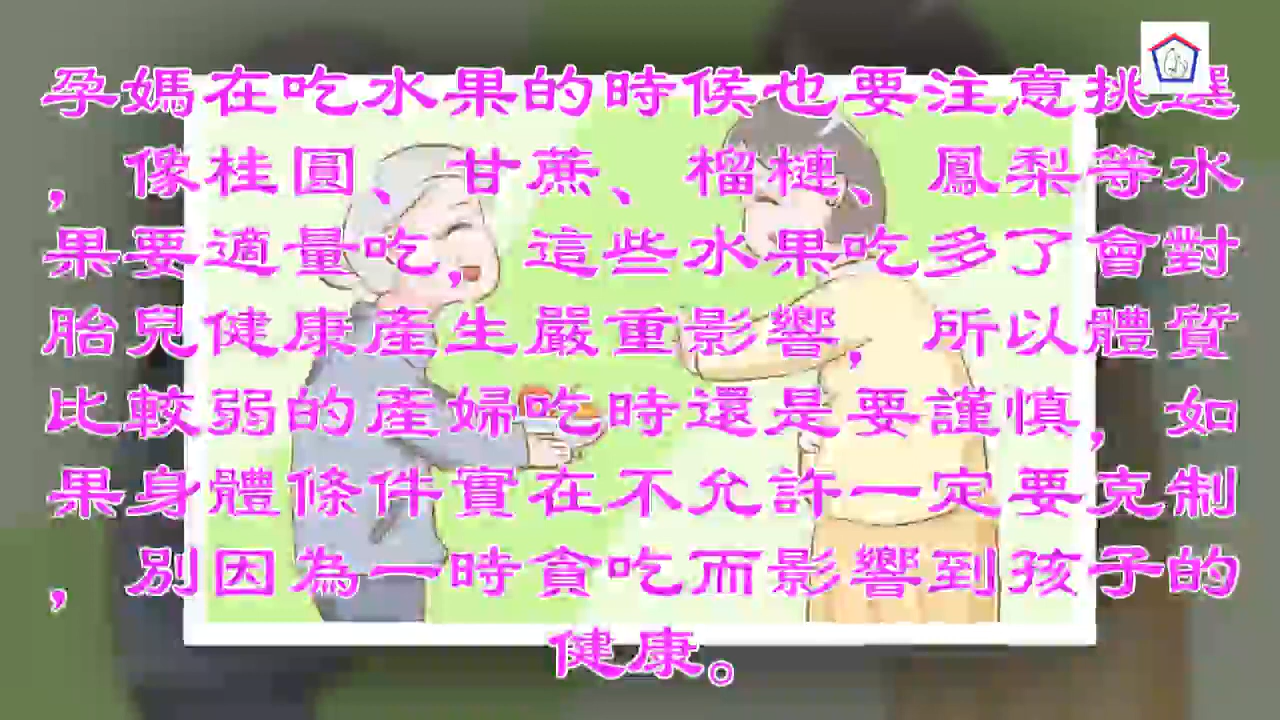 孕媽在吃水果的時候也要注意挑選
，像桂圓、甘蔗、榴槤、鳳梨等水
果要適量吃，這些水果吃多了會對
胎兒健康產生嚴重影響，所以體質
比較弱的產婦吃時還是要謹慎，如
果身體條件實在不允許一定要克制
，別因為一時貪吃而影響到孩子的
健康。